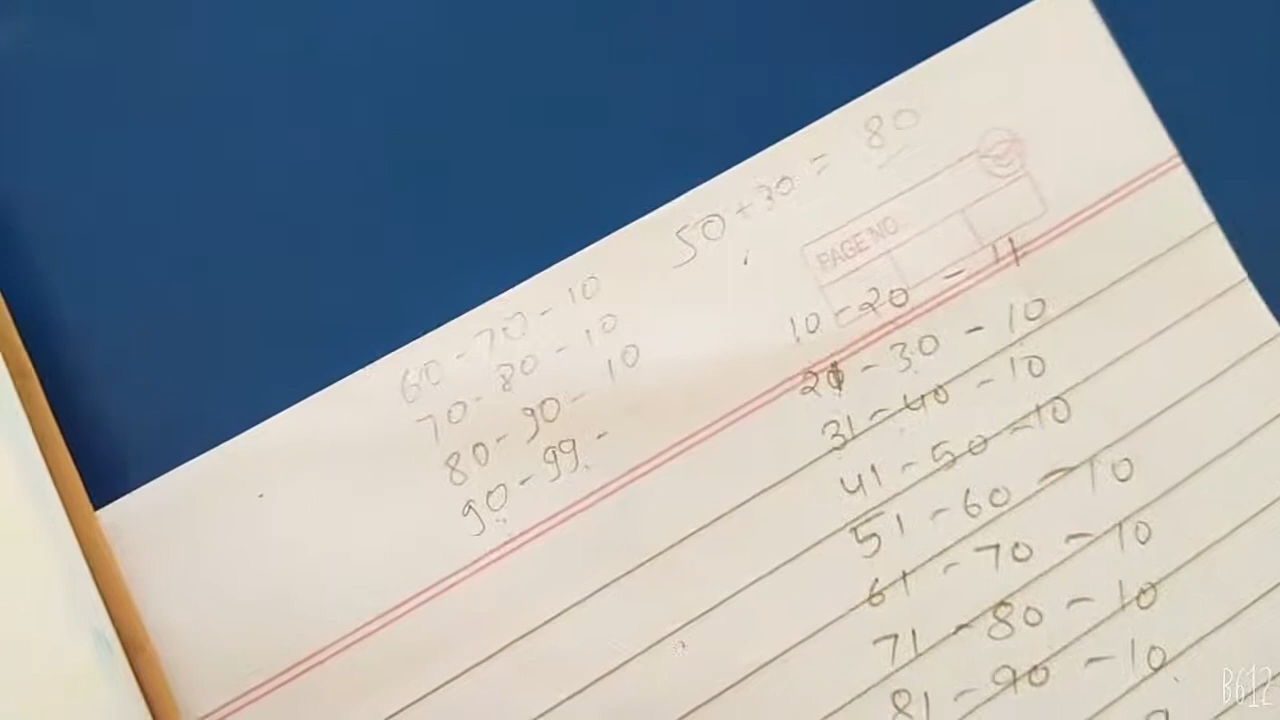 50 + 30 = 80
PAGE NO.
60 - 70 - 10
70 - 80 - 10
80 - 90 - 10
90 - 99 -
10 - 20 - 11
21 - 30 - 10
31 - 40 - 10
41 - 50 - 10
51 - 60 - 10
61 - 70 - 10
71 - 80 - 10
81 - 90 - 10
B612